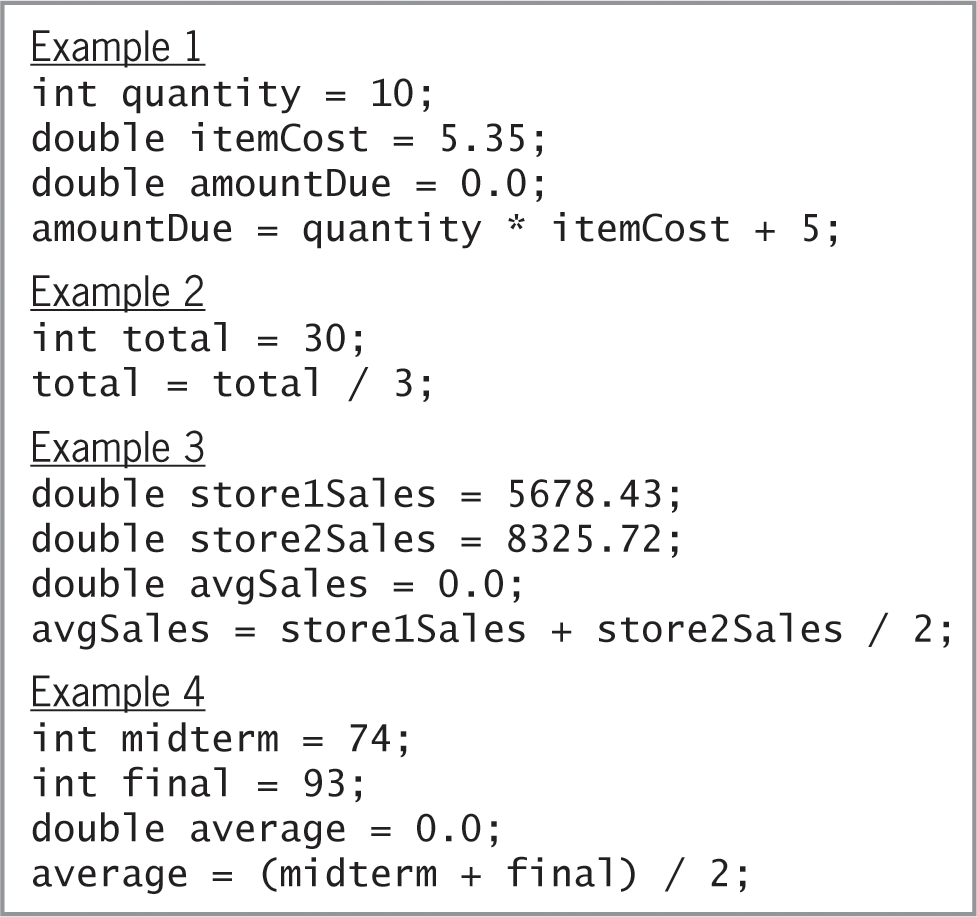 Example 1
int quantity = 10;
double itemCost = 5.35;
double amountDue = 0.0;
amountDue = quantity * itemCost + 5;
Example 2
int total = 30;
total = total / 3;
Example 3
double store1Sales = 5678.43;
double store2Sales = 8325.72;
double avgSales = 0.0;
avgSales = store1Sales + store2Sales / 2;
Example 4
int midterm = 74;
int final = 93;
double average = 0.0;
average = (midterm + final) / 2;